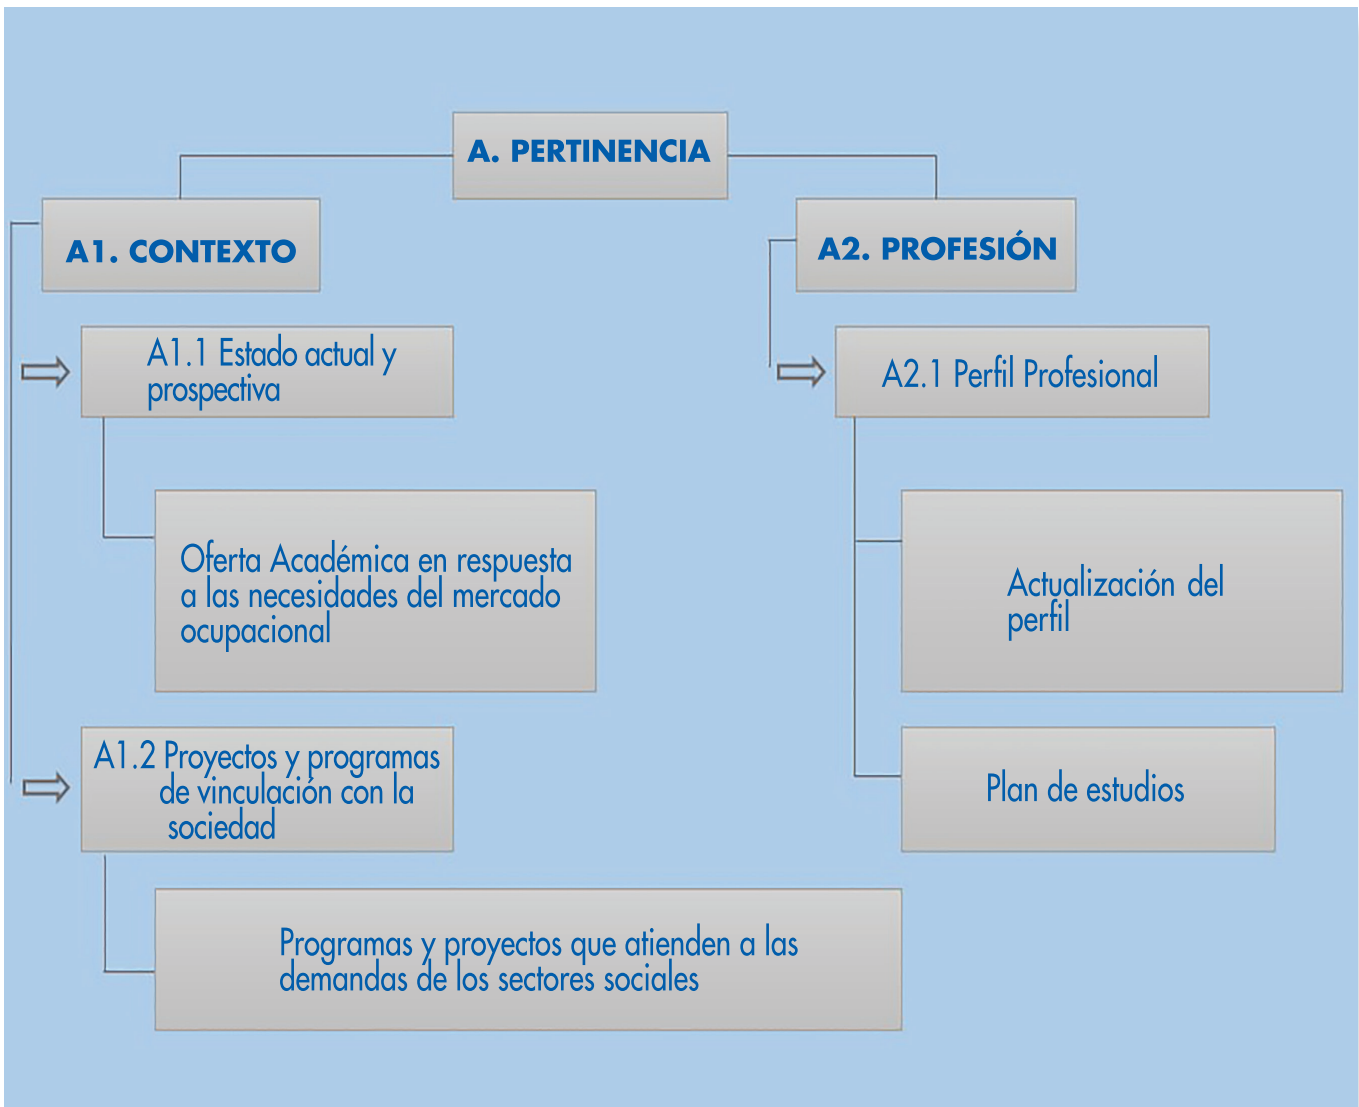 A. PERTINENCIA
A1. CONTEXTO
A1.1 Estado actual y
prospectiva
Oferta Académica en respuesta
a las necesidades del mercado
ocupacional
A1.2 Proyectos y programas
de vinculación con la
sociedad
Programas y proyectos que atienden a las
demandas de los sectores sociales
A2. PROFESIÓN
A2.1 Perfil Profesional
Actualización del
perfil
Plan de estudios